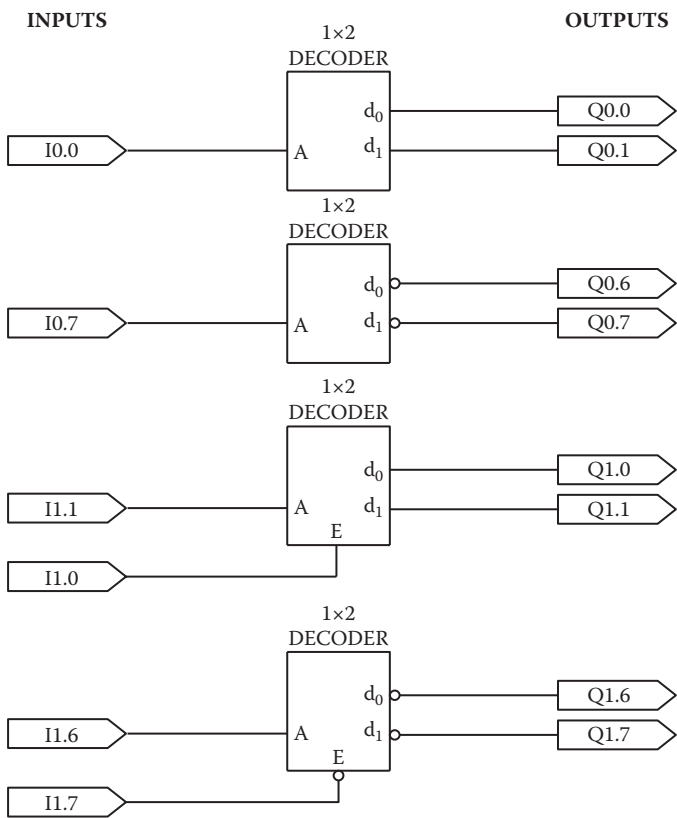 INPUTS
OUTPUTS
1×2
DECODER
d₀
Q0.0
I0.0
A
d₁
Q0.1
1×2
DECODER
d₀
Q0.6
I0.7
A
d₁
Q0.7
1×2
DECODER
d₀
Q1.0
I1.1
A
d₁
Q1.1
E
I1.0
1×2
DECODER
d₀
Q1.6
I1.6
A
d₁
Q1.7
E
I1.7